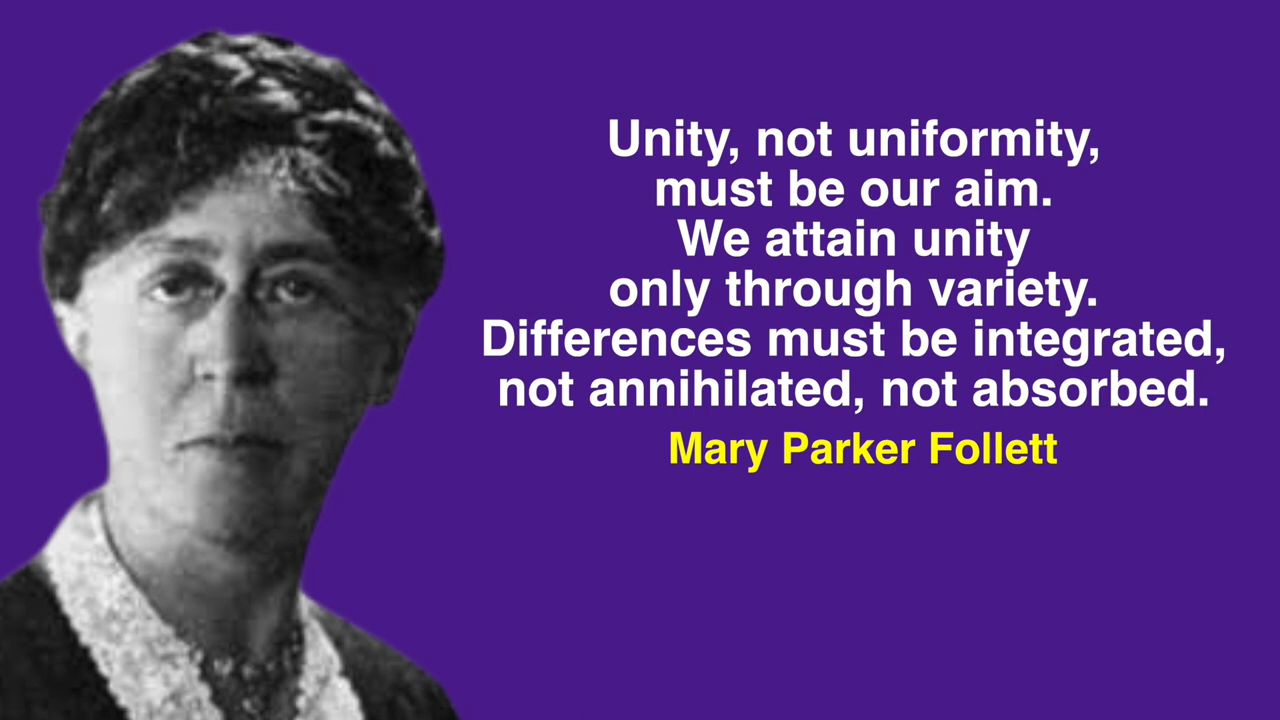 Unity, not uniformity,
must be our aim.
We attain unity
only through variety.
Differences must be integrated,
not annihilated, not absorbed.
Mary Parker Follett